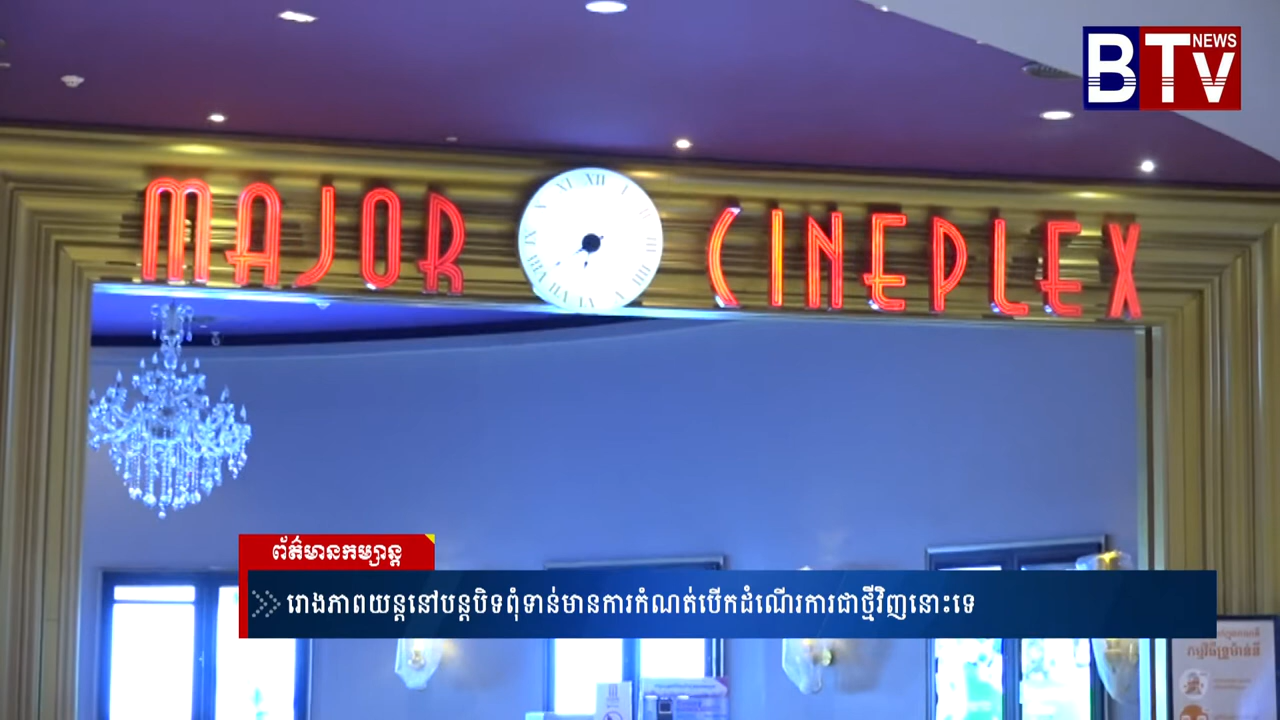 BTV NEWS
MAJOR CINEPLEX
XII
ព័ត៌មានកម្សាន្ត
រោងភាពយន្តនៅបន្តបិទពុំទាន់មានការកំណត់បើកដំណើរការជាថ្មីវិញនោះទេ